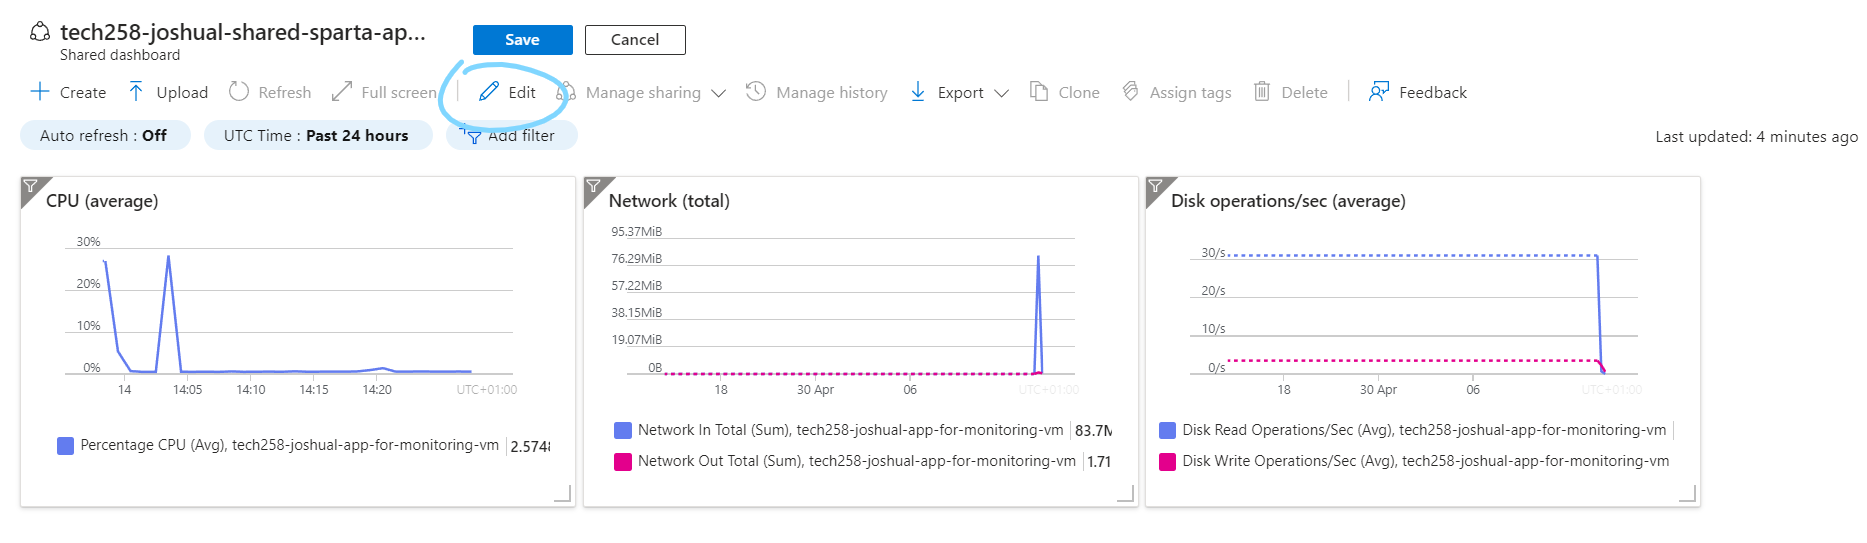 tech258-joshual-shared-sparta-ap...
Save
Cancel
Shared dashboard
Create Upload Refresh Full screen Edit Manage sharing Manage history Export Clone Assign tags Delete Feedback
Auto refresh : Off UTC Time : Past 24 hours Add filter
Last updated: 4 minutes ago
CPU (average)
30%
20%
10%
0%
14 14:05 14:10 14:15 14:20 UTC+01:00
Percentage CPU (Avg), tech258-joshual-app-for-monitoring-vm 2.574
Network (total)
95.37MiB
76.29MiB
57.22MiB
38.15MiB
19.07MiB
0B
18 30 Apr 06 UTC+01:00
Network In Total (Sum), tech258-joshual-app-for-monitoring-vm 83.7
Network Out Total (Sum), tech258-joshual-app-for-monitoring-vm 1.71
Disk operations/sec (average)
30/s
20/s
10/s
0/s
18 30 Apr 06 UTC+01:00
Disk Read Operations/Sec (Avg), tech258-joshual-app-for-monitoring-vm
Disk Write Operations/Sec (Avg), tech258-joshual-app-for-monitoring-vm